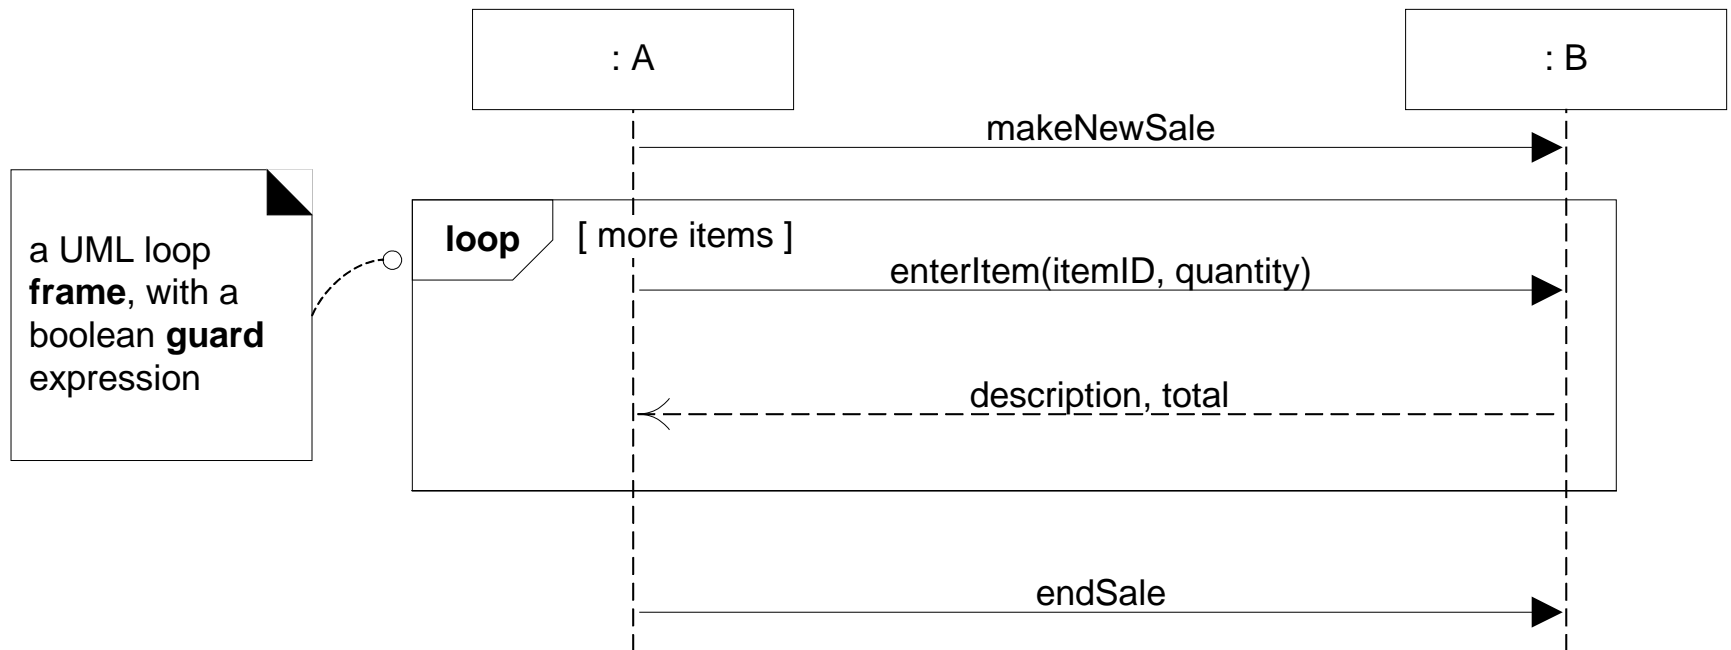 : A
: B
makeNewSale
a UML loop
frame, with a
boolean guard
expression
loop
[ more items ]
enterItem(itemID, quantity)
description, total
endSale